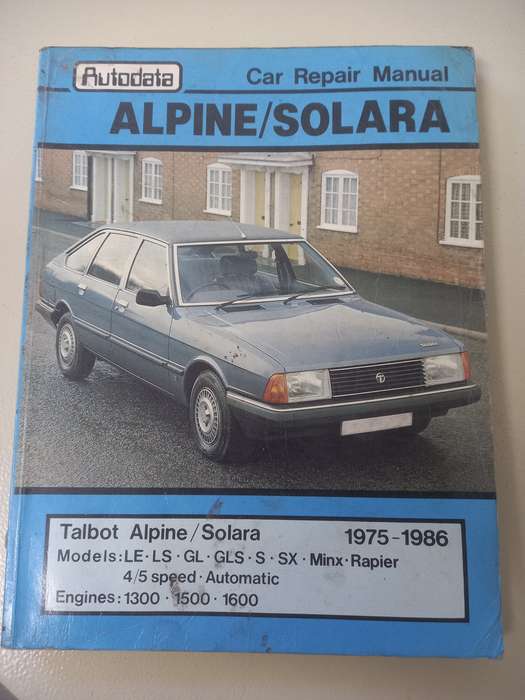 Autodata
Car Repair Manual
ALPINE/SOLARA
Talbot Alpine/Solara 1975-1986
Models: LE · LS · GL · GLS · S · SX · Minx · Rapier
4/5 speed · Automatic
Engines: 1300 · 1500 · 1600